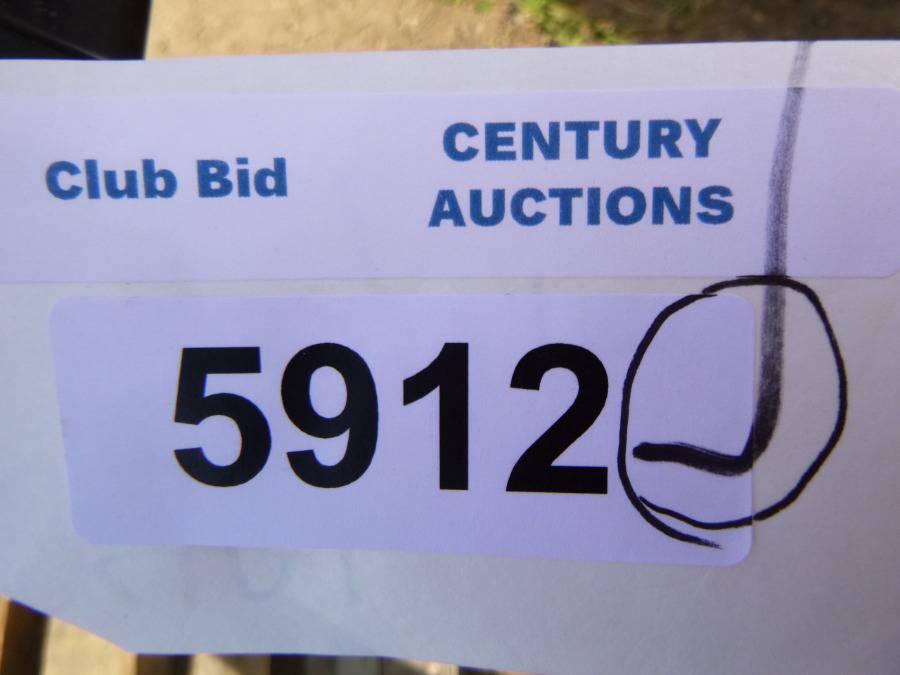 Club Bid
CENTURY
AUCTIONS
5912
J